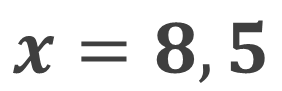 x = 8,5